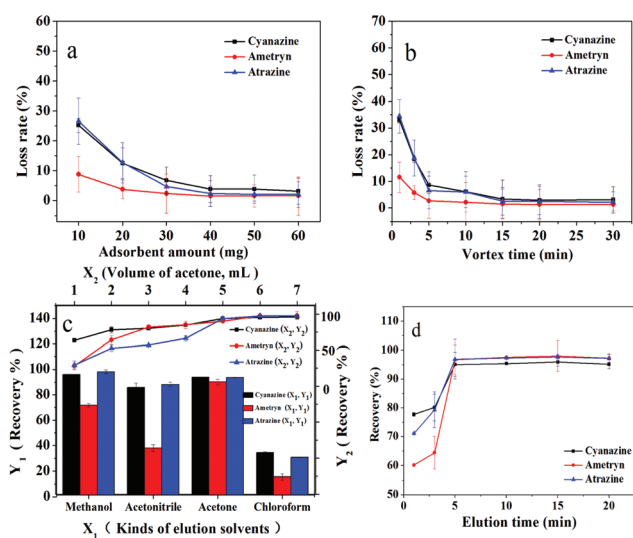 a
Cyanazine
Ametryn
Atrazine
Loss rate (%)
60
50
40
30
20
10
0
10 20 30 40 50 60
Adsorbent amount (mg)
b
Cyanazine
Ametryn
Atrazine
Loss rate (%)
60
50
40
30
20
10
0
0 5 10 15 20 25 30
Vortex time (min)
X2 (Volume of acetone, mL)
1 2 3 4 5 6 7
c
Cyanazine (X2, Y2)
Ametryn (X2, Y2)
Atrazine (X2, Y2)
Cyanazine (X1, Y1)
Ametryn (X1, Y1)
Atrazine (X1, Y1)
Y1 ( Recovery %)
140
120
100
80
60
40
20
0
100
50
0
Y2 ( Recovery %)
Methanol Acetonitrile Acetone Chloroform
X1 ( Kinds of elution solvents )
d
Cyanazine
Ametryn
Atrazine
Recovery (%)
110
100
90
80
70
60
50
0 5 10 15 20
Elution time (min)